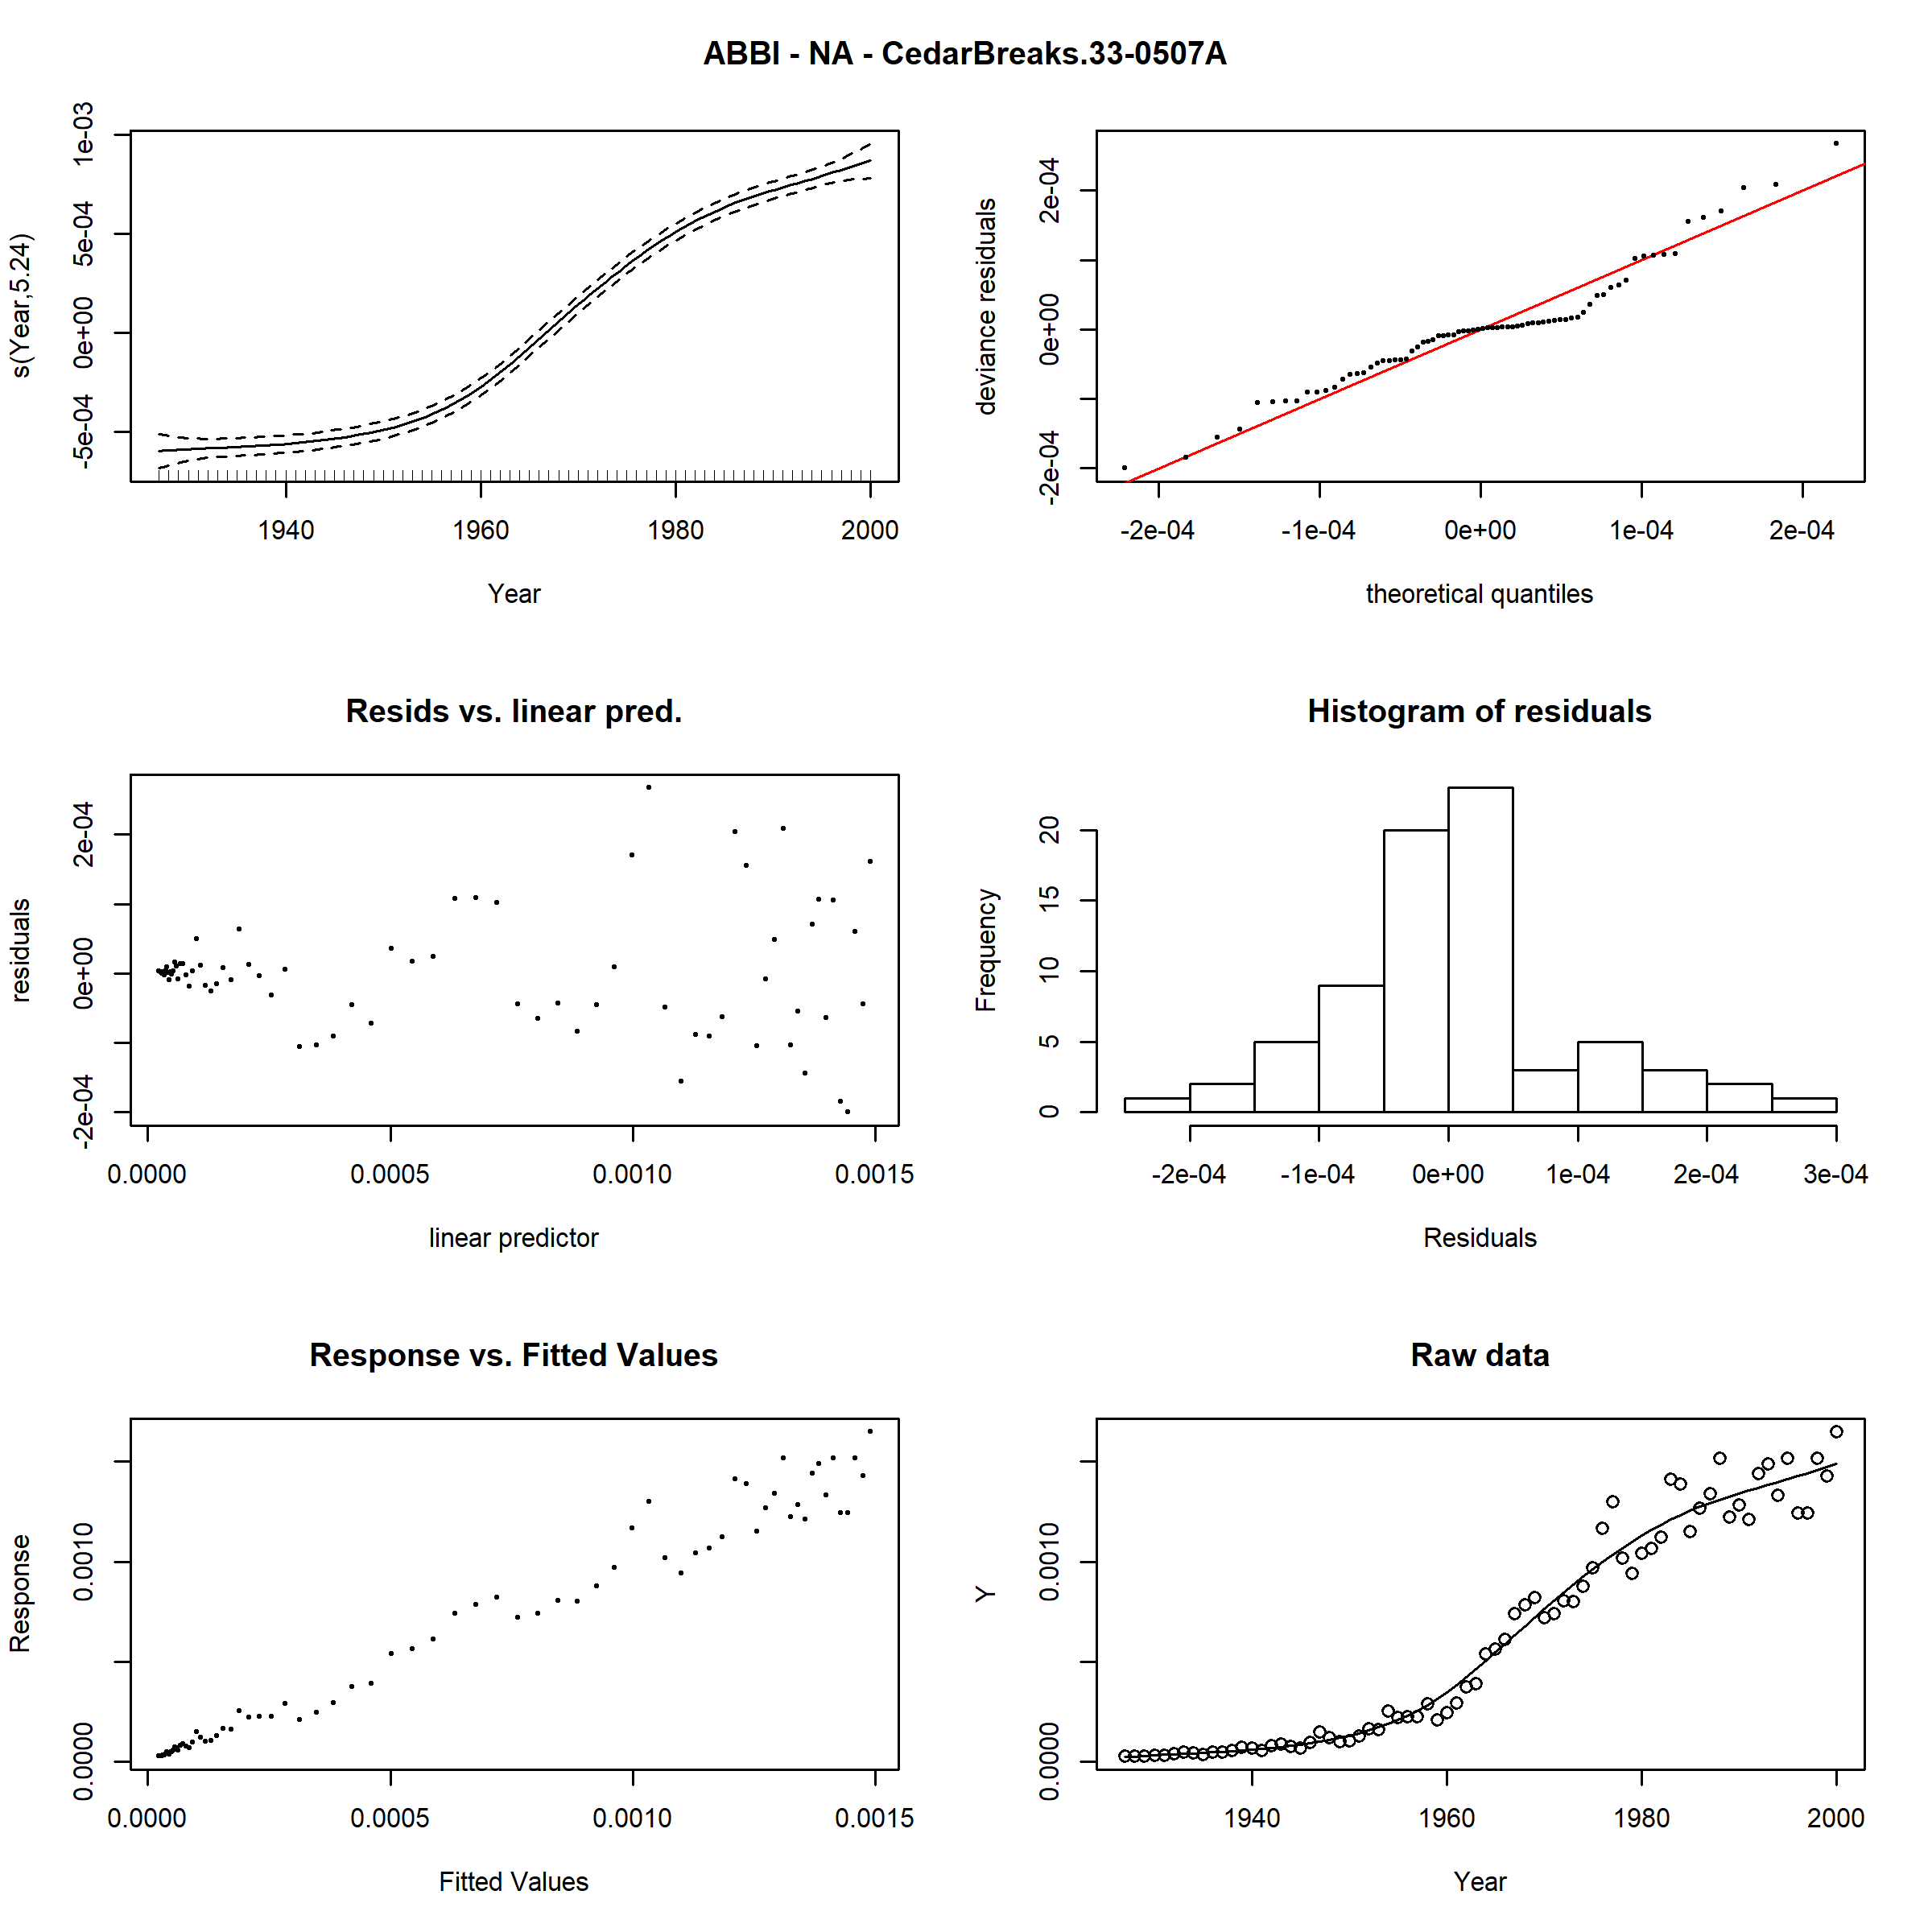 ABBI - NA - CedarBreaks.33-0507A
s(Year,5.24)
-5e-04 0e+00 5e-04 1e-03
1940 1960 1980 2000
Year
deviance residuals
-2e-04 0e+00 2e-04
-2e-04 -1e-04 0e+00 1e-04 2e-04
theoretical quantiles
Resids vs. linear pred.
residuals
-2e-04 0e+00 2e-04
0.0000 0.0005 0.0010 0.0015
linear predictor
Histogram of residuals
Frequency
0 5 10 15 20
-2e-04 -1e-04 0e+00 1e-04 2e-04 3e-04
Residuals
Response vs. Fitted Values
Response
0.0000 0.0010
0.0000 0.0005 0.0010 0.0015
Fitted Values
Raw data
Y
0.0000 0.0010
1940 1960 1980 2000
Year